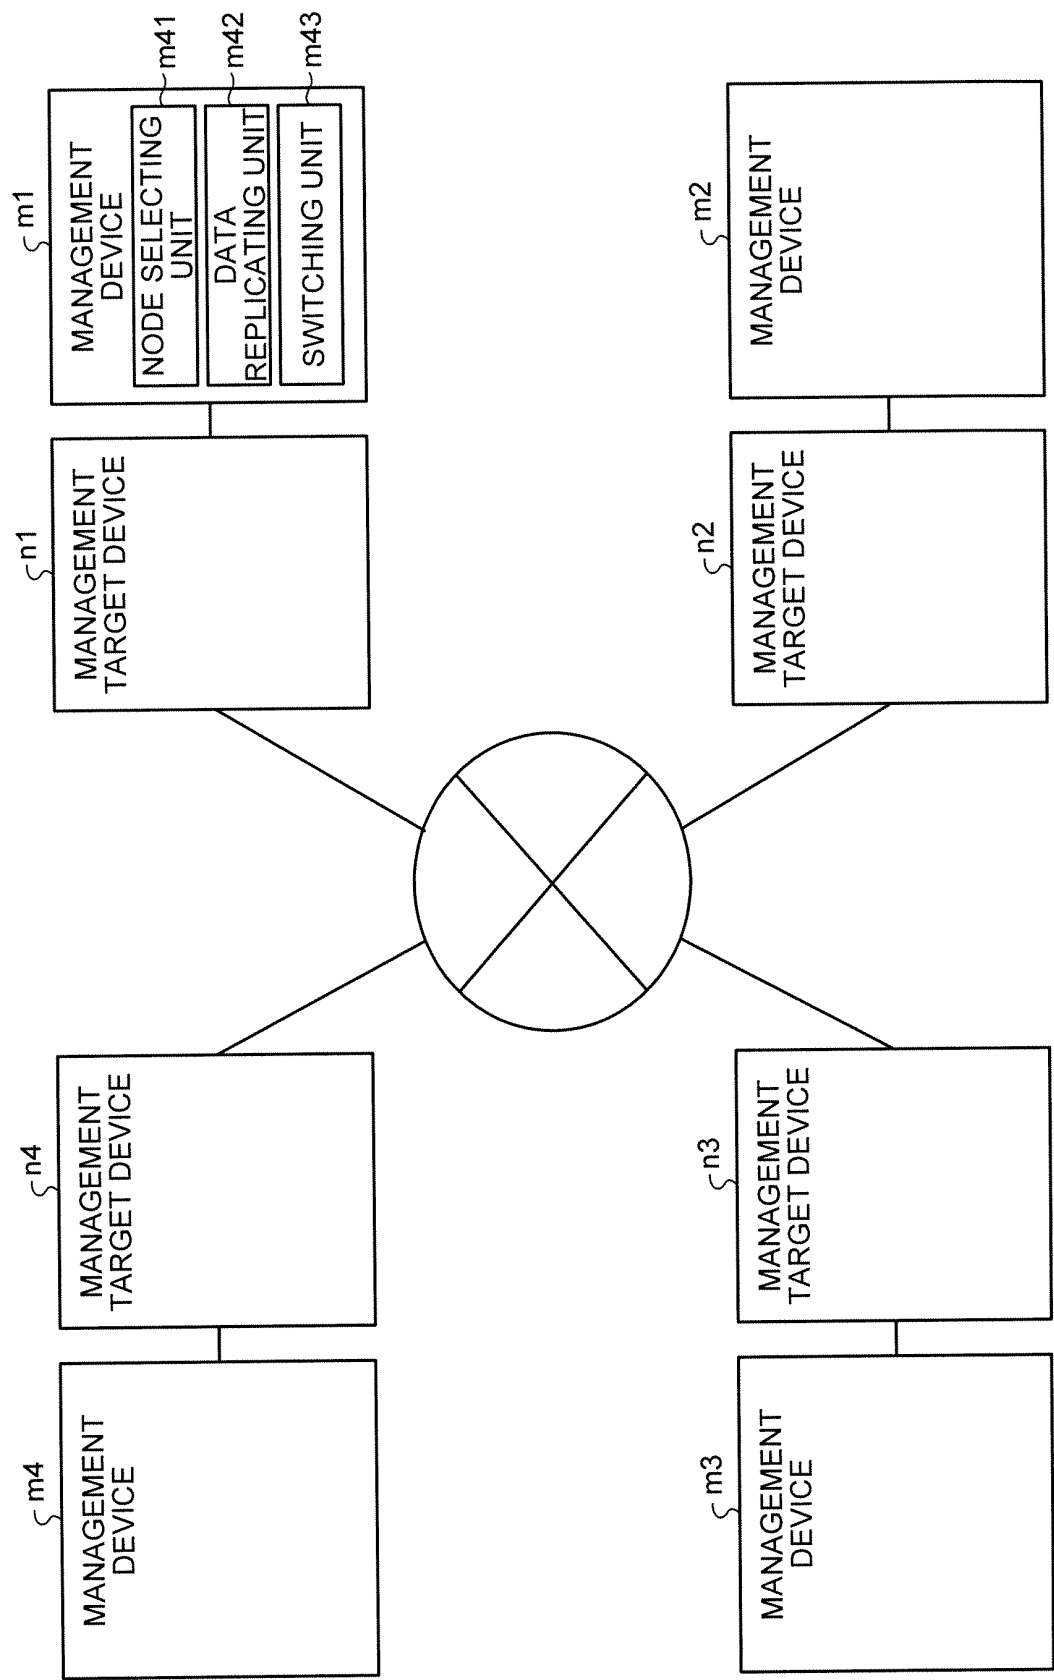 m4
MANAGEMENT
DEVICE
n4
MANAGEMENT
TARGET DEVICE
n1
MANAGEMENT
TARGET DEVICE
m1
MANAGEMENT
DEVICE
NODE SELECTING
UNIT
m41
DATA
REPLICATING UNIT
m42
SWITCHING UNIT
m43
m3
MANAGEMENT
DEVICE
n3
MANAGEMENT
TARGET DEVICE
n2
MANAGEMENT
TARGET DEVICE
m2
MANAGEMENT
DEVICE